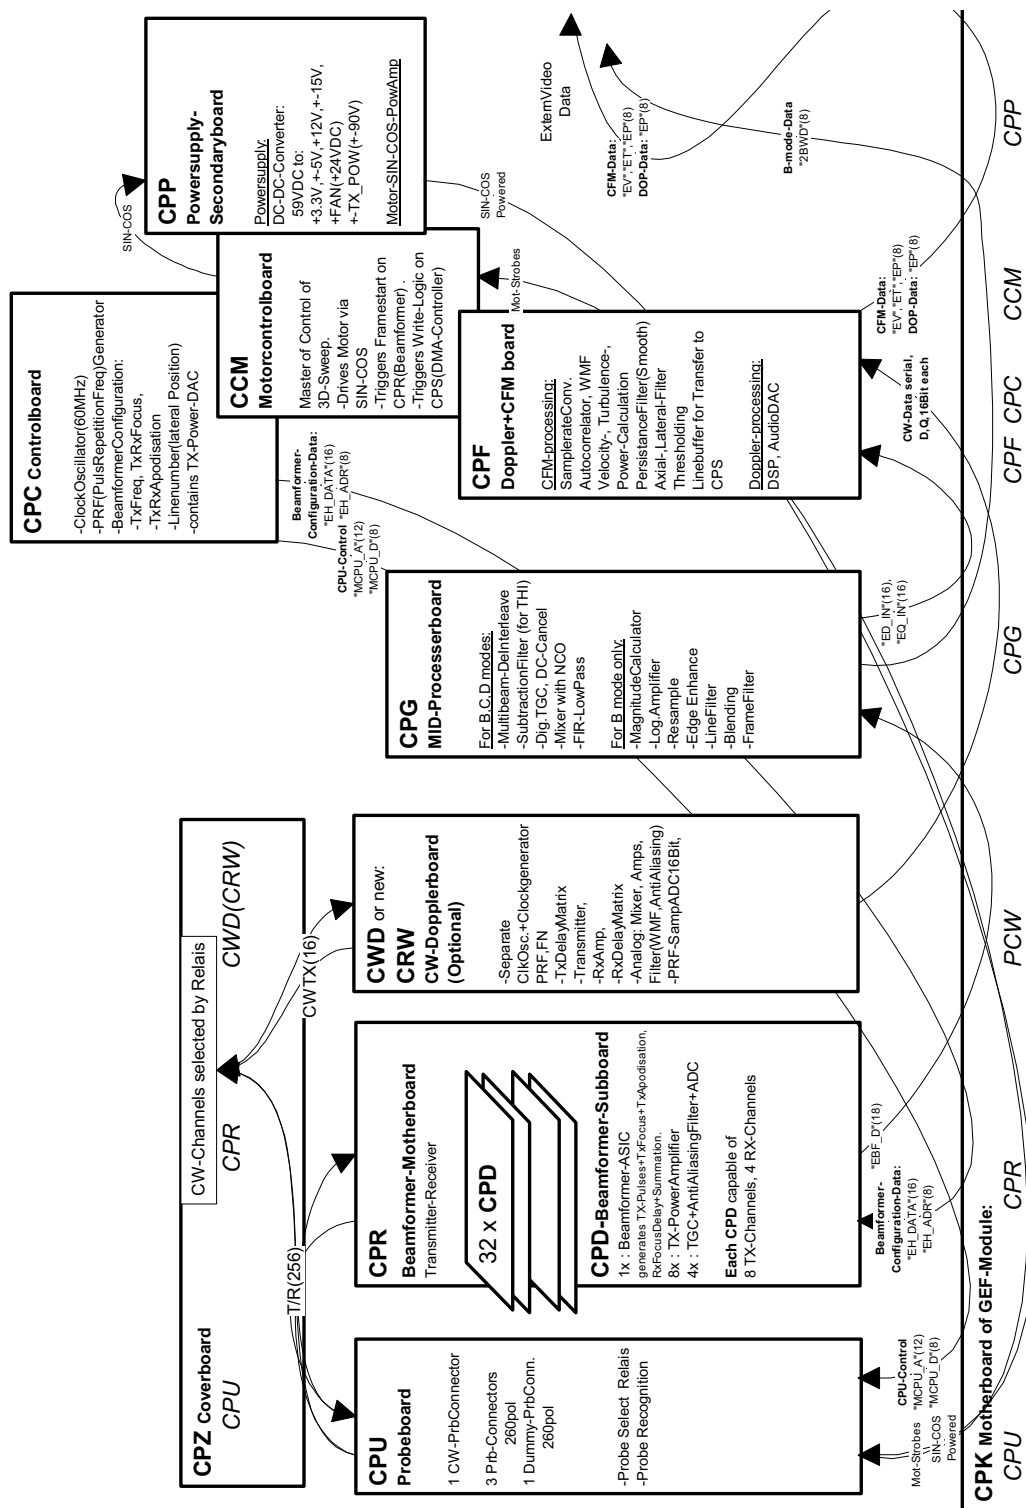 CPZ Coverboard
CPU
CPR
CWD(CRW)
CW-Channels selected by Relais
T/R(256)
CWTX(16)
CPU
Probeboard
1 CW-PrbConnector
3 Prb-Connectors
260pol
1 Dummy-PrbConn.
260pol
-Probe Select Relais
-Probe Recognition
CPR
Beamformer-Motherboard
Transmitter-Receiver
32 x CPD
CPD-Beamformer-Subboard
1x : Beamformer-ASIC
generates TX-Pulses+TxFocus+TxApodisation,
RxFocusDelay+Summation.
8x : TX-PowerAmplifier
4x : TGC+AntiAliasingFilter+ADC
Each CPD capable of
8 TX-Channels, 4 RX-Channels
CWD or new:
CRW
CW-Dopplerboard
(Optional)
-Separate
ClkOsc.+Clockgenerator
PRF,FN
-TxDelayMatrix
-Transmitter,
-RxAmp,
-RxDelayMatrix
-Analog: Mixer, Amps,
Filter(WMF,AntiAliasing)
-PRF-SampADC16Bit,
CPG
MID-Processerboard
For B,C,D modes:
-Multibeam-DeInterleave
-SubtractionFilter (for THI)
-Dig.TGC, DC-Cancel
-Mixer with NCO
-FIR-LowPass
For B mode only:
-MagnitudeCalculator
-Log.Amplifier
-Resample
-Edge Enhance
-LineFilter
-Blending
-FrameFilter
CPC Controlboard
-ClockOscillator(60MHz)
-PRF(PulsRepetitionFreq)Generator
-BeamformerConfiguration:
-TxFreq, TxRxFocus,
-TxRxApodisation
-Linenumber(lateral Position)
-contains TX-Power-DAC
Beamformer-
Configuration-Data:
"EH_DATA"(16)
"EH_ADR"(8)
CPU-Control
"MCPU_A"(12)
"MCPU_D"(8)
CCM
Motorcontrolboard
Master of Control of
3D-Sweep.
-Drives Motor via
SIN-COS
-Triggers Framestart on
CPR(Beamformer) .
-Triggers Write-Logic on
CPS(DMA-Controller)
CPF
Doppler+CFM board
CFM-processing:
SamplerateConv.
Autocorrelator, WMF
Velocity-, Turbulence-,
Power-Calculation
PersistanceFilter(Smooth)
Axial-,Lateral-Filter
Thresholding
Linebuffer for Transfer to
CPS
Doppler-processing:
DSP, AudioDAC
CPP
Powersupply-
Secondaryboard
Powersupply:
DC-DC-Converter:
59VDC to:
+3.3V,+-5V,+12V,+-15V,
+FAN(+24VDC)
+-TX_POW(+-90V)
Motor-SIN-COS-PowAmp
SIN-COS
Mot-Strobes
SIN-COS
Powered
ExternVideo
Data
CFM-Data:
"EV","ET","EP"(8)
DOP-Data: "EP"(8)
B-mode-Data
"2BWD"(8)
CFM-Data:
"EV","ET","EP"(8)
DOP-Data: "EP"(8)
CW-Data serial,
D,Q,16Bit each
"ED_IN"(16),
"EQ_IN"(16)
"EBF_D"(18)
Beamformer-
Configuration-Data:
"EH_DATA"(16)
"EH_ADR"(8)
CPU-Control
"MCPU_A"(12)
"MCPU_D"(8)
Mot-Strobes
SIN-COS
Powered
CPK Motherboard of GEF-Module:
CPU
CPR
PCW
CPG
CPF
CPC
CCM
CPP